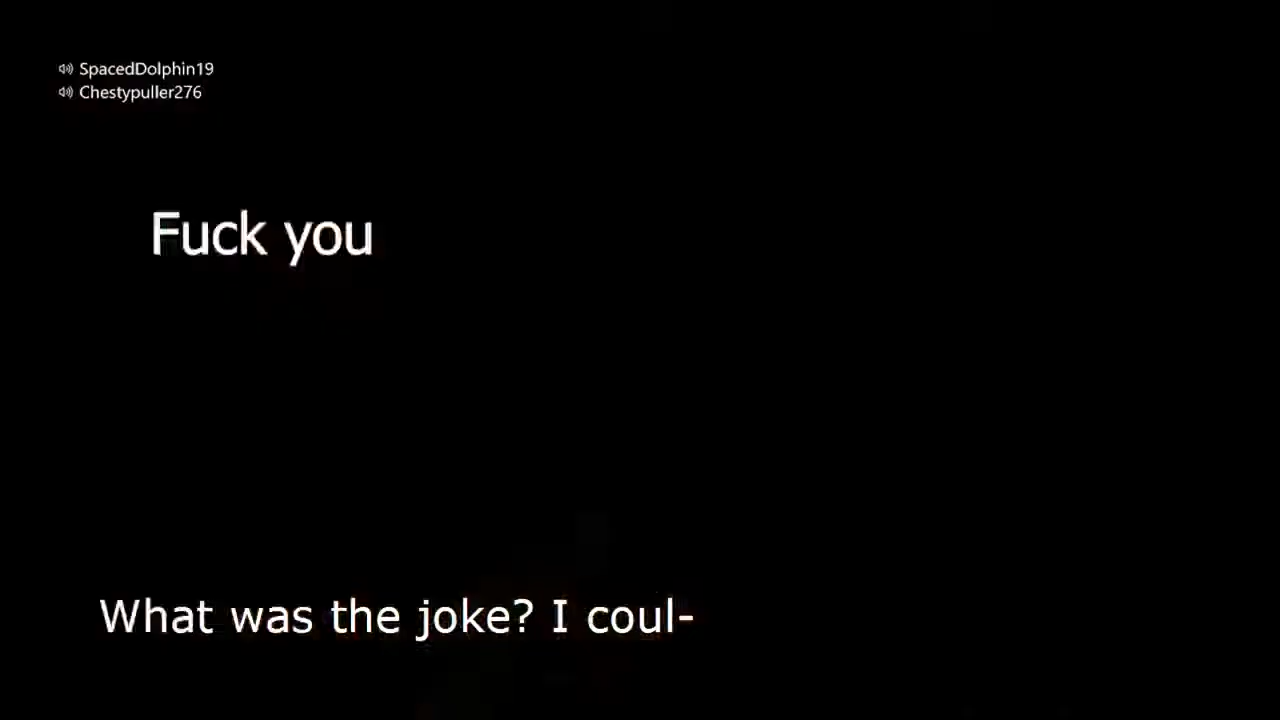 SpacedDolphin19
Chestypuller276
Fuck you
What was the joke? I coul-